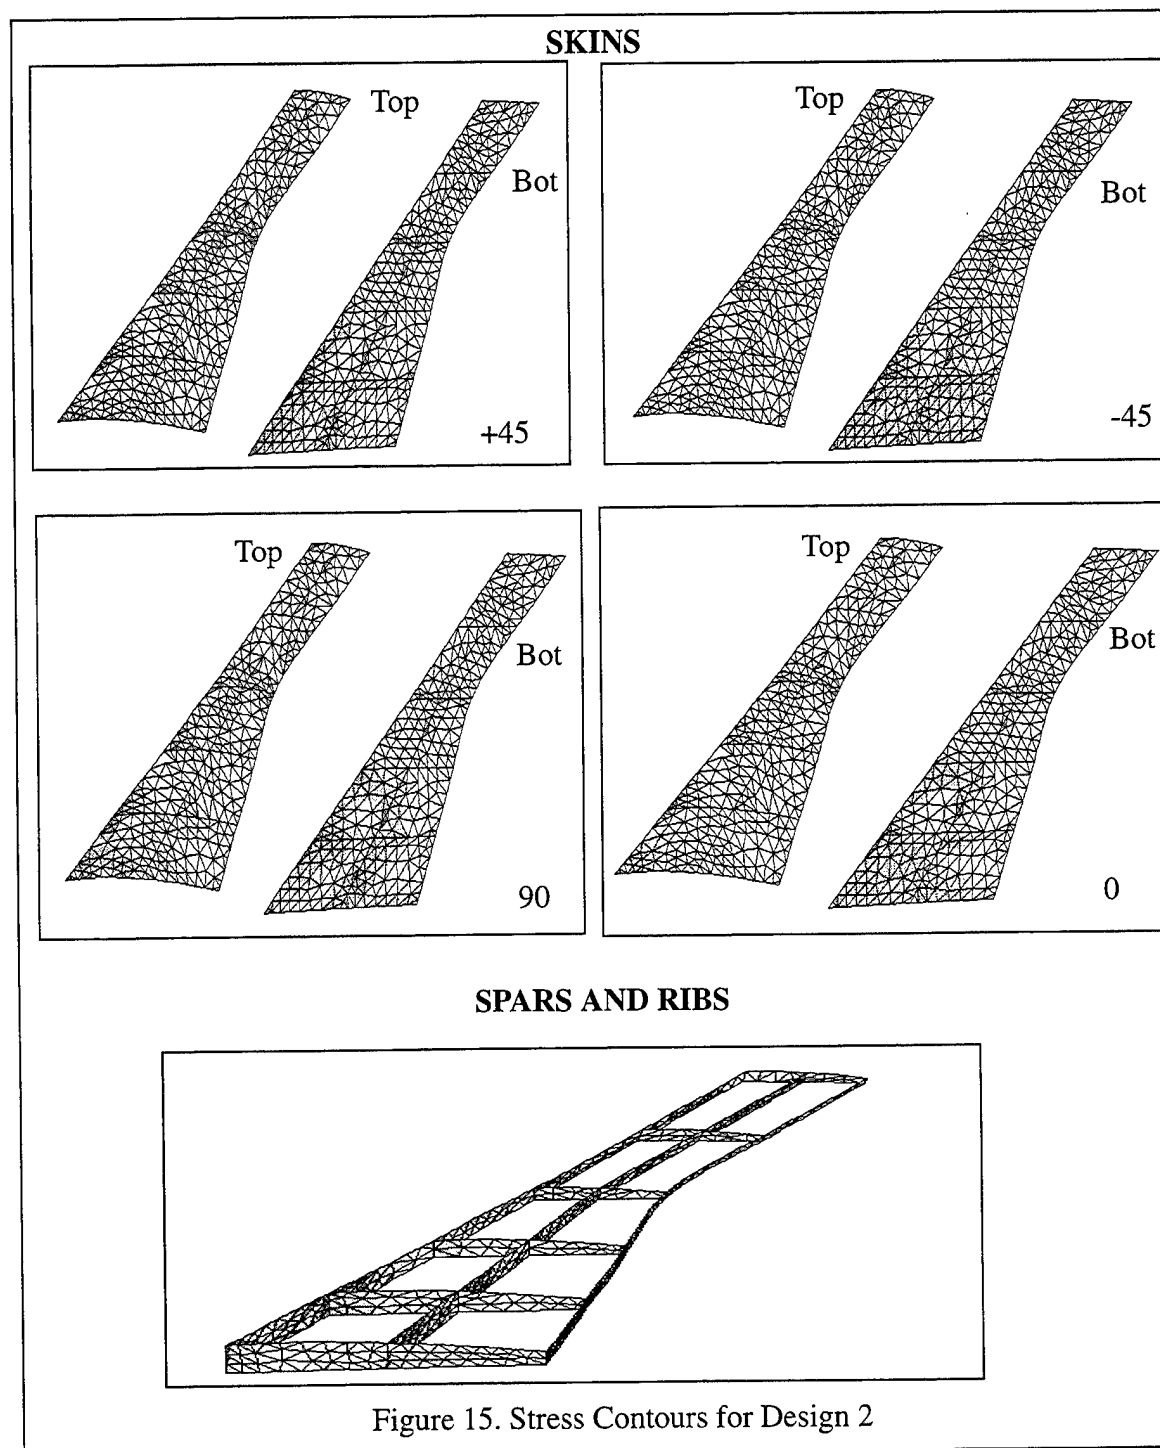 SKINS
Top
Bot
+45
Top
Bot
-45
Top
Bot
90
Top
Bot
0
SPARS AND RIBS
Figure 15. Stress Contours for Design 2